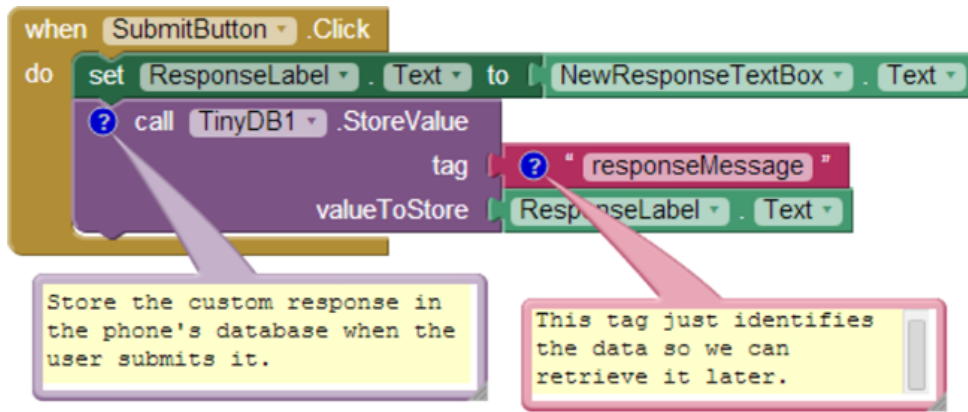 when SubmitButton .Click
do set ResponseLabel . Text to NewResponseTextBox . Text
? call TinyDB1 .StoreValue
tag ? " responseMessage "
valueToStore ResponseLabel . Text
Store the custom response in
the phone's database when the
user submits it.
This tag just identifies
the data so we can
retrieve it later.